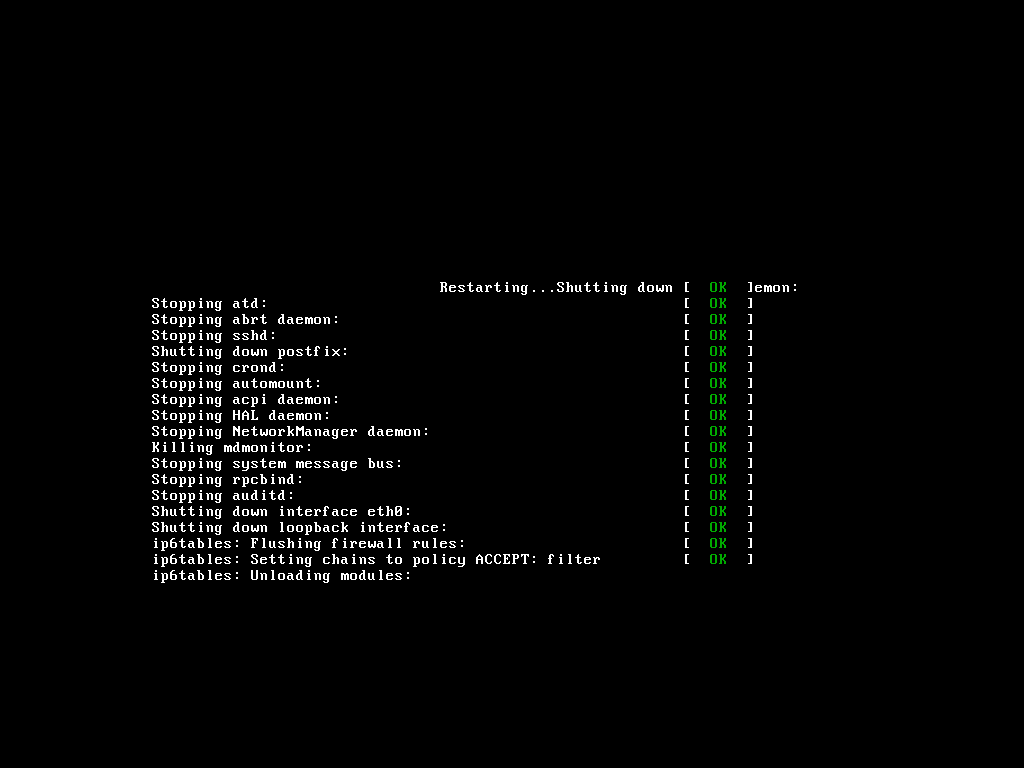 Restarting...Shutting down [  OK  ]emon:
Stopping atd: [  OK  ]
Stopping abrt daemon: [  OK  ]
Stopping sshd: [  OK  ]
Shutting down postfix: [  OK  ]
Stopping crond: [  OK  ]
Stopping automount: [  OK  ]
Stopping acpi daemon: [  OK  ]
Stopping HAL daemon: [  OK  ]
Stopping NetworkManager daemon: [  OK  ]
Killing mdmonitor: [  OK  ]
Stopping system message bus: [  OK  ]
Stopping rpcbind: [  OK  ]
Stopping auditd: [  OK  ]
Shutting down interface eth0: [  OK  ]
Shutting down loopback interface: [  OK  ]
ip6tables: Flushing firewall rules: [  OK  ]
ip6tables: Setting chains to policy ACCEPT: filter [  OK  ]
ip6tables: Unloading modules: